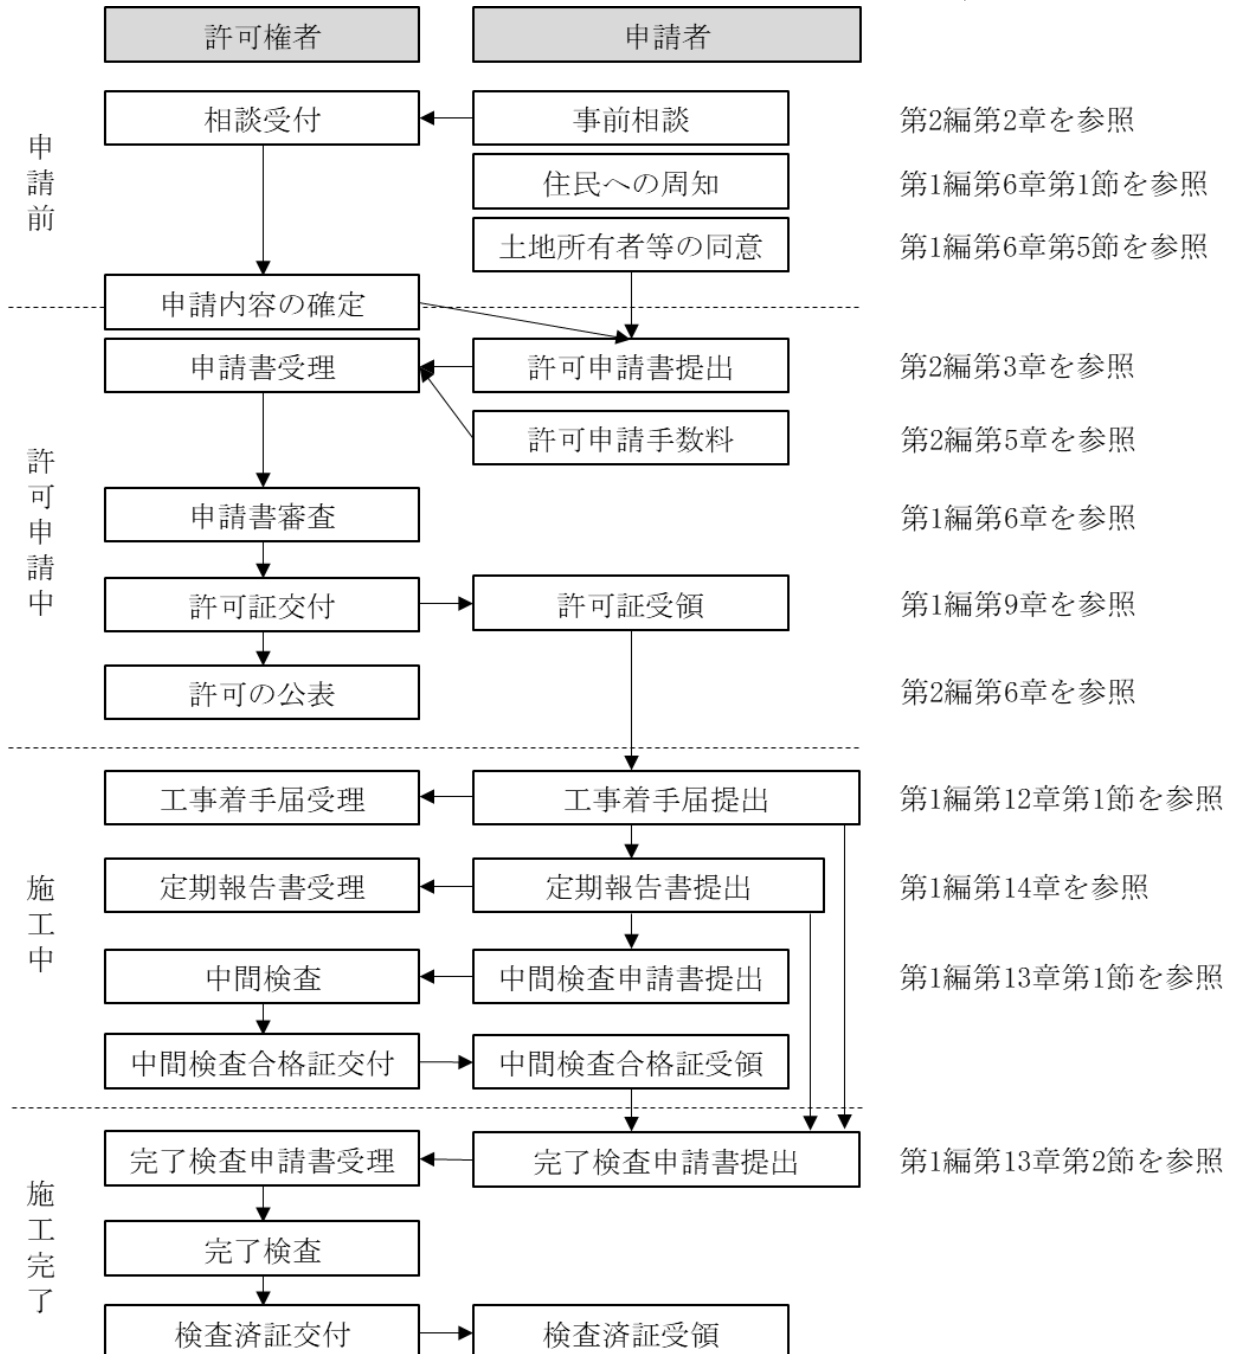 許可権者
申請者
申請前
相談受付
事前相談
第2編第2章を参照
住民への周知
第1編第6章第1節を参照
土地所有者等の同意
第1編第6章第5節を参照
申請内容の確定
許可申請中
申請書受理
許可申請書提出
第2編第3章を参照
許可申請手数料
第2編第5章を参照
申請書審査
第1編第6章を参照
許可証交付
許可証受領
第1編第9章を参照
許可の公表
第2編第6章を参照
施工中
工事着手届受理
工事着手届提出
第1編第12章第1節を参照
定期報告書受理
定期報告書提出
第1編第14章を参照
中間検査
中間検査申請書提出
第1編第13章第1節を参照
中間検査合格証交付
中間検査合格証受領
施工完了
完了検査申請書受理
完了検査申請書提出
第1編第13章第2節を参照
完了検査
検査済証交付
検査済証受領